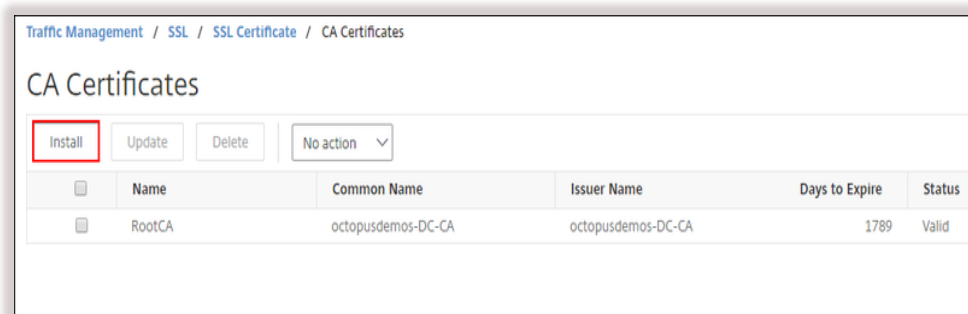 Traffic Management / SSL / SSL Certificate / CA Certificates
CA Certificates
Install Update Delete No action
Name Common Name Issuer Name Days to Expire Status
RootCA octopusdemos-DC-CA octopusdemos-DC-CA 1789 Valid